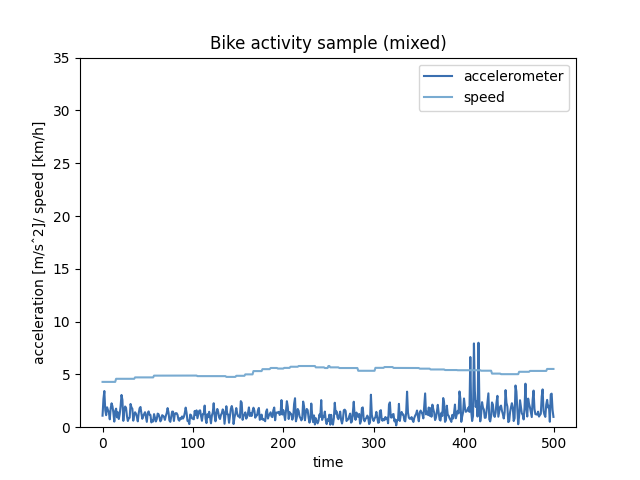 Bike activity sample (mixed)
accelerometer
speed
35
30
25
20
15
10
5
0
acceleration [m/s^2]/ speed [km/h]
0 100 200 300 400 500
time